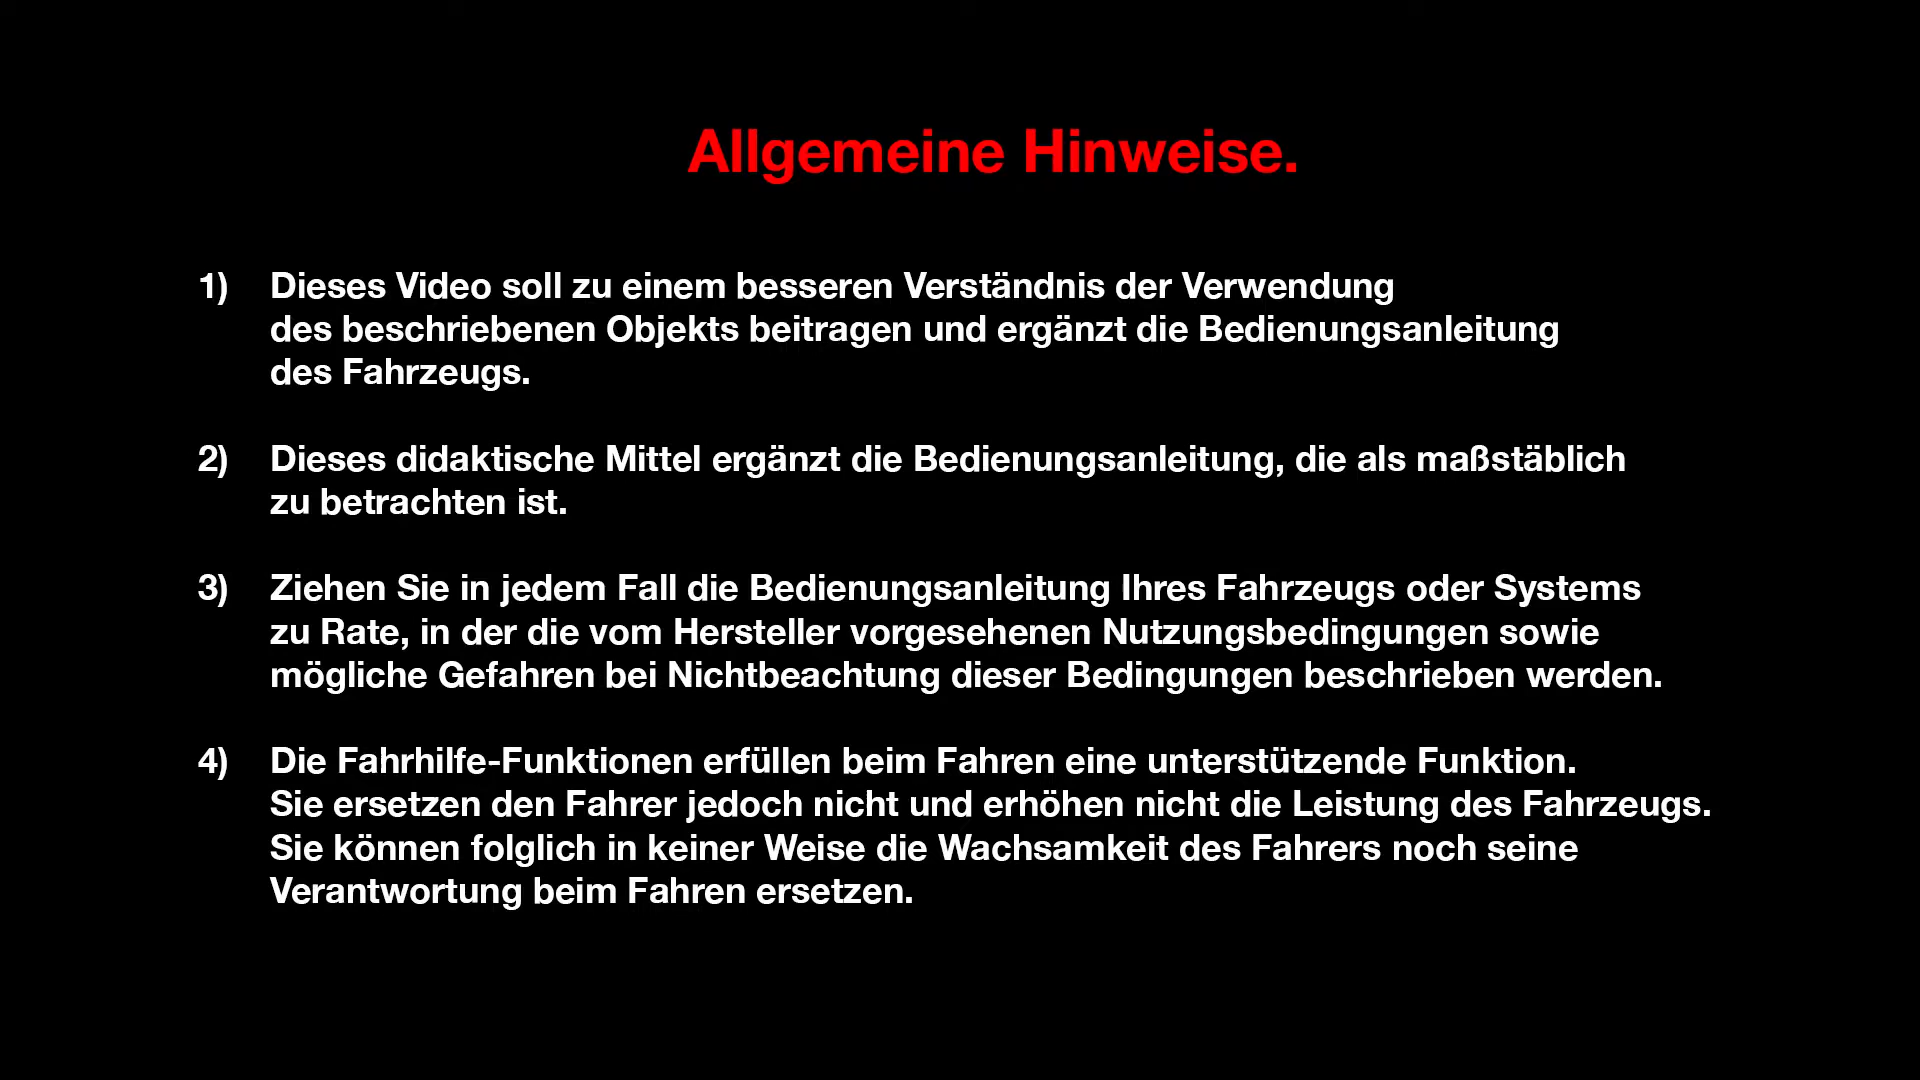 Allgemeine Hinweise.
1) Dieses Video soll zu einem besseren Verständnis der Verwendung
des beschriebenen Objekts beitragen und ergänzt die Bedienungsanleitung
des Fahrzeugs.
2) Dieses didaktische Mittel ergänzt die Bedienungsanleitung, die als maßstäblich
zu betrachten ist.
3) Ziehen Sie in jedem Fall die Bedienungsanleitung Ihres Fahrzeugs oder Systems
zu Rate, in der die vom Hersteller vorgesehenen Nutzungsbedingungen sowie
mögliche Gefahren bei Nichtbeachtung dieser Bedingungen beschrieben werden.
4) Die Fahrhilfe-Funktionen erfüllen beim Fahren eine unterstützende Funktion.
Sie ersetzen den Fahrer jedoch nicht und erhöhen nicht die Leistung des Fahrzeugs.
Sie können folglich in keiner Weise die Wachsamkeit des Fahrers noch seine
Verantwortung beim Fahren ersetzen.